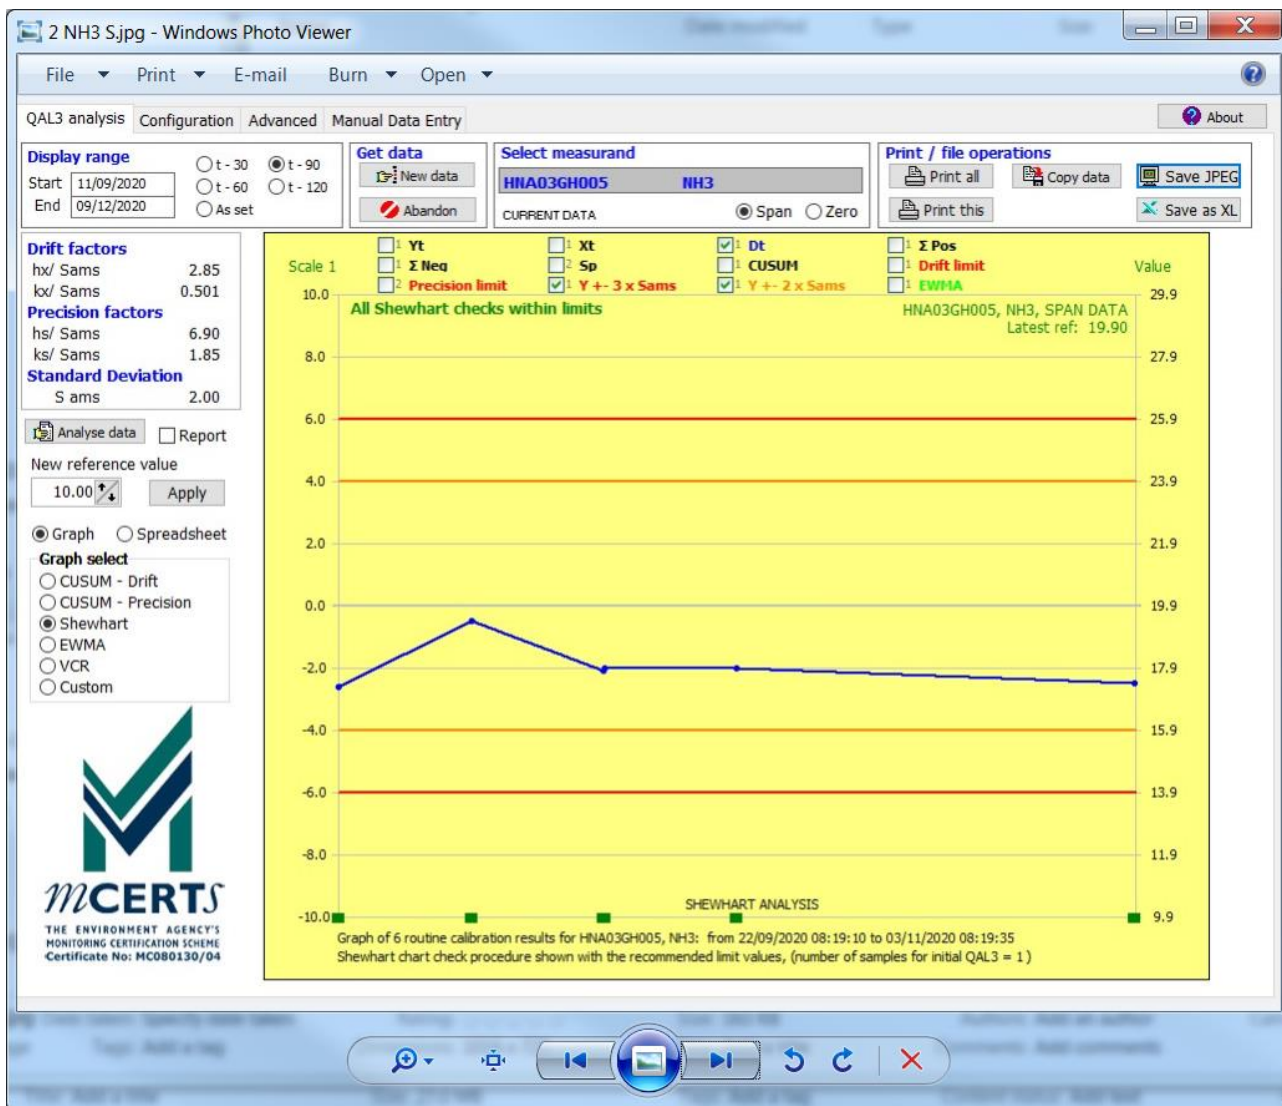 2 NH3 S.jpg - Windows Photo Viewer
File Print E-mail Burn Open
QAL3 analysis Configuration Advanced Manual Data Entry About
Display range
t - 30 t - 90
Start 11/09/2020 t - 60 t - 120
End 09/12/2020 As set
Get data
New data
Abandon
Select measurand
HNA03GH005 NH3
CURRENT DATA Span Zero
Print / file operations
Print all Copy data Save JPEG
Print this Save as XL
Drift factors
hx/ Sams 2.85
kx/ Sams 0.501
Precision factors
hs/ Sams 6.90
ks/ Sams 1.85
Standard Deviation
S ams 2.00
Analyse data Report
New reference value
10.00 Apply
Graph Spreadsheet
Graph select
CUSUM - Drift
CUSUM - Precision
Shewhart
EWMA
VCR
Custom
mCERTS
THE ENVIRONMENT AGENCY'S
MONITORING CERTIFICATION SCHEME
Certificate No: MC080130/04
1 Yt 1 Xt 1 Dt 1 Σ Pos
Scale 1 1 Σ Neg 2 Sp 1 CUSUM 1 Drift limit Value
2 Precision limit 1 Y +- 3 x Sams 1 Y +- 2 x Sams 1 EWMA
10.0 29.9
All Shewhart checks within limits HNA03GH005, NH3, SPAN DATA
Latest ref: 19.90
8.0 27.9
6.0 25.9
4.0 23.9
2.0 21.9
0.0 19.9
-2.0 17.9
-4.0 15.9
-6.0 13.9
-8.0 11.9
SHEWHART ANALYSIS
-10.0 9.9
Graph of 6 routine calibration results for HNA03GH005, NH3: from 22/09/2020 08:19:10 to 03/11/2020 08:19:35
Shewhart chart check procedure shown with the recommended limit values, (number of samples for initial QAL3 = 1 )